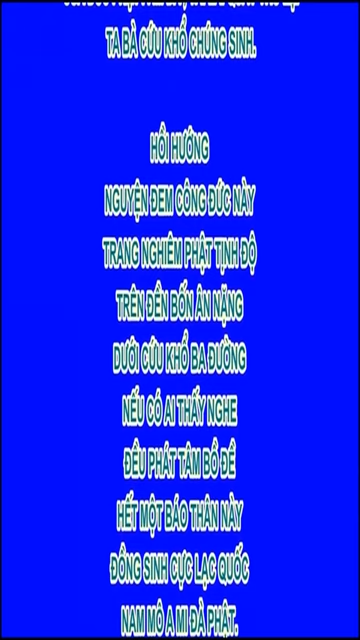 TA BÀ CỨU KHỔ CHÚNG SINH.
HỒI HƯỚNG
NGUYỆN ĐEM CÔNG ĐỨC NÀY
TRANG NGHIÊM PHẬT TỊNH ĐỘ
TRÊN ĐỀN BỐN ÂN NẶNG
DƯỚI CỨU KHỔ BA ĐƯỜNG
NẾU CÓ AI THẤY NGHE
ĐỀU PHÁT TÂM BỒ ĐỀ
HẾT MỘT BÁO THÂN NÀY
ĐỒNG SINH CỰC LẠC QUỐC
NAM MÔ A MI ĐÀ PHẬT.